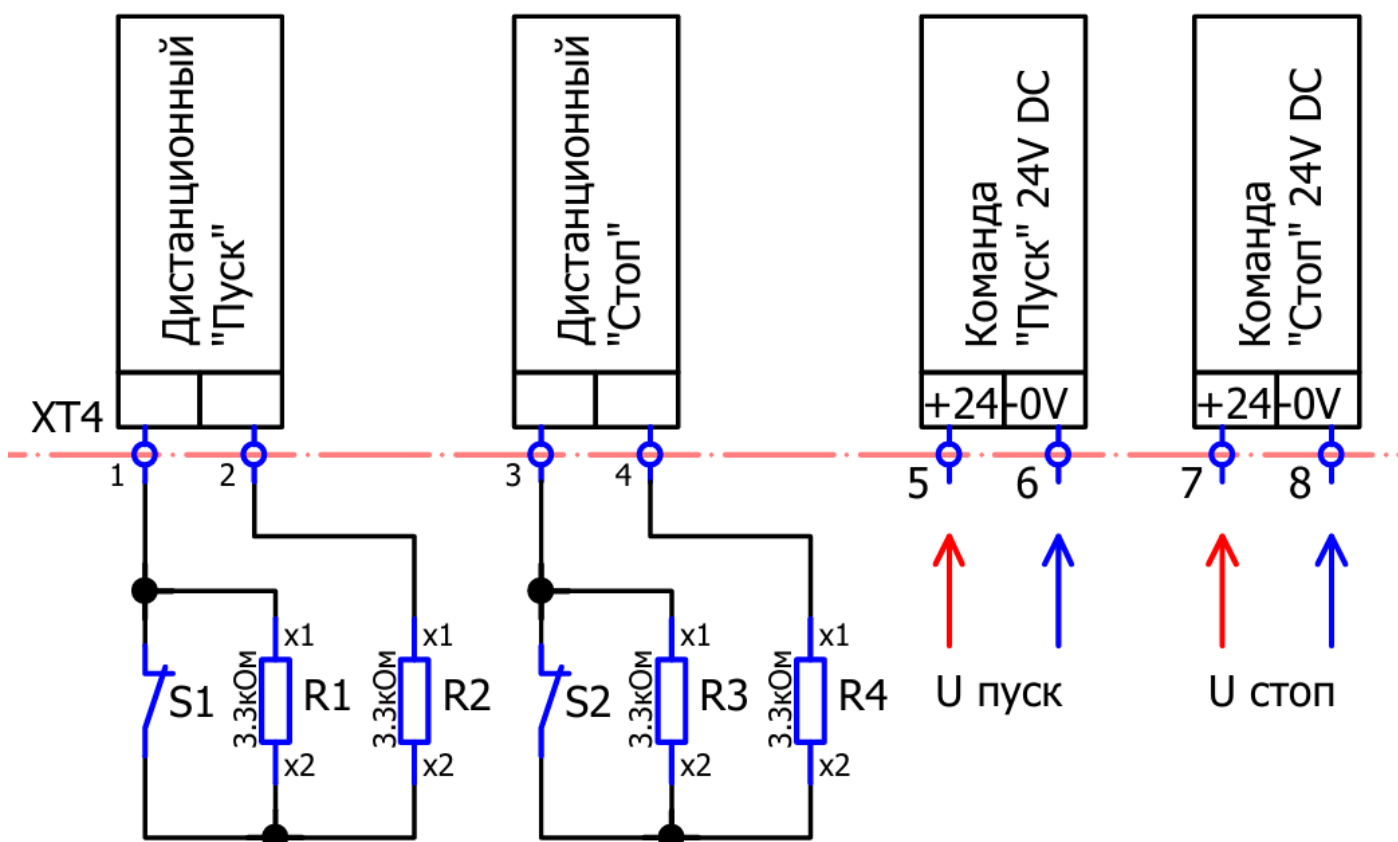 Дистанционный
"Пуск"
Дистанционный
"Стоп"
Команда
"Пуск" 24V DC
Команда
"Стоп" 24V DC
XT4
+24 -0V
+24 -0V
1 2 3 4 5 6 7 8
x1 x1 x1 x1
S1 3.3кОм R1 3.3кОм R2 S2 3.3кОм R3 3.3кОм R4 U пуск U стоп
x2 x2 x2 x2